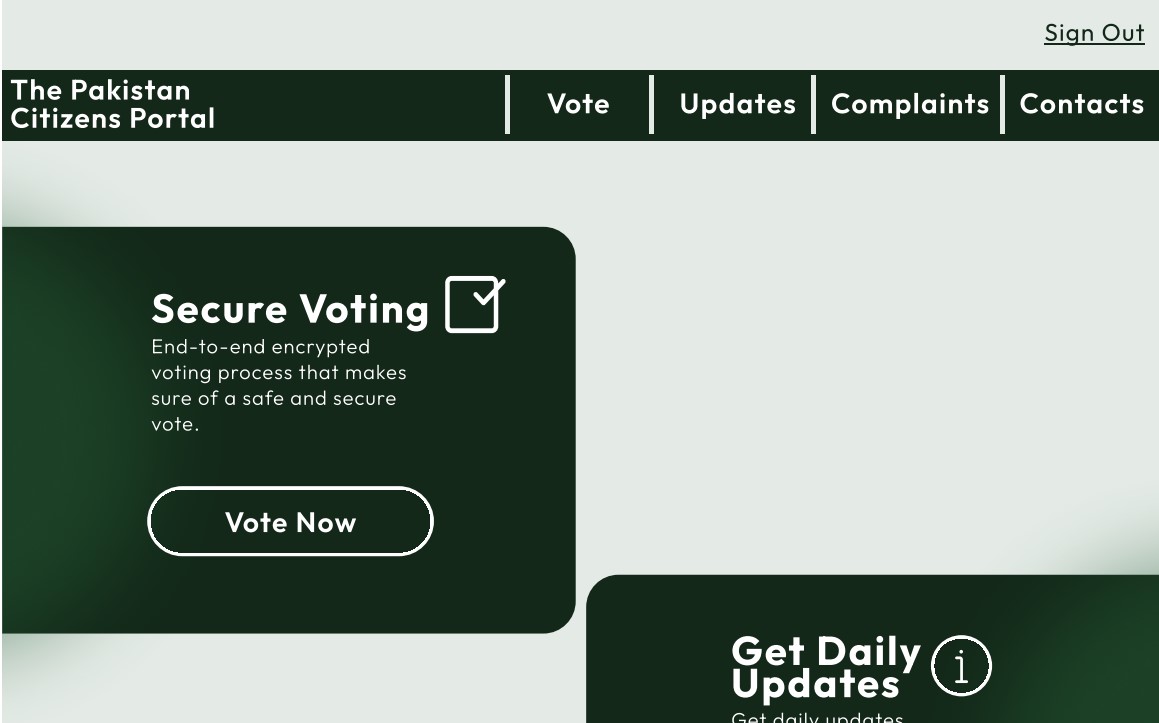 Sign Out
The Pakistan
Citizens Portal
Vote
Updates
Complaints
Contacts
Secure Voting
End-to-end encrypted
voting process that makes
sure of a safe and secure
vote.
Vote Now
Get Daily
Updates
Get daily updates